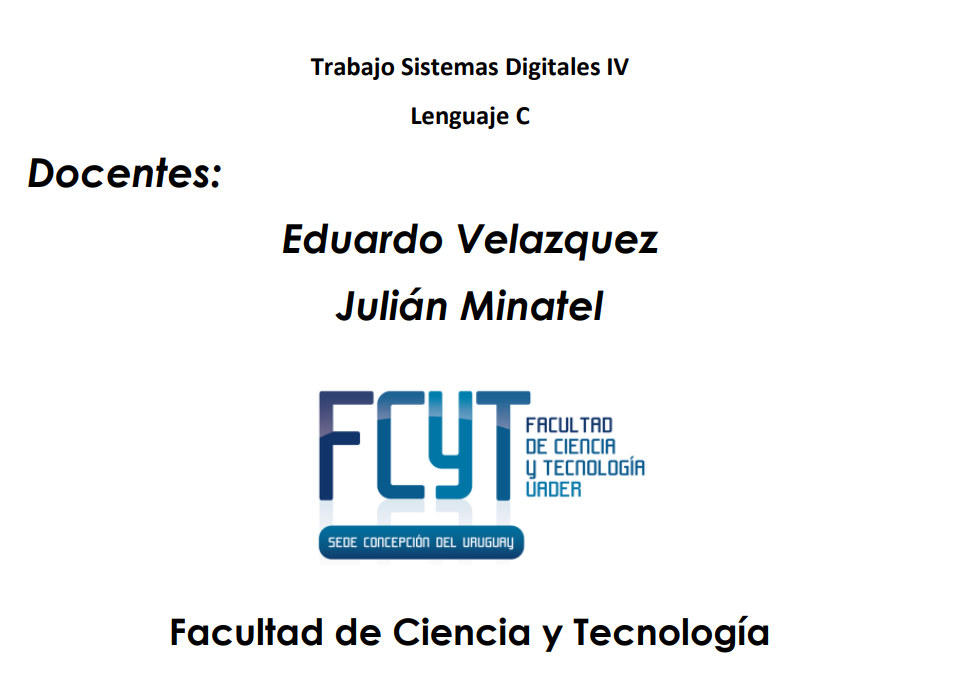 Trabajo Sistemas Digitales IV
Lenguaje C
Docentes:
Eduardo Velazquez
Julián Minatel
FCYT
FACULTAD
DE CIENCIA
Y TECNOLOGÍA
UADER
SEDE CONCEPCIÓN DEL URUGUAY
Facultad de Ciencia y Tecnología